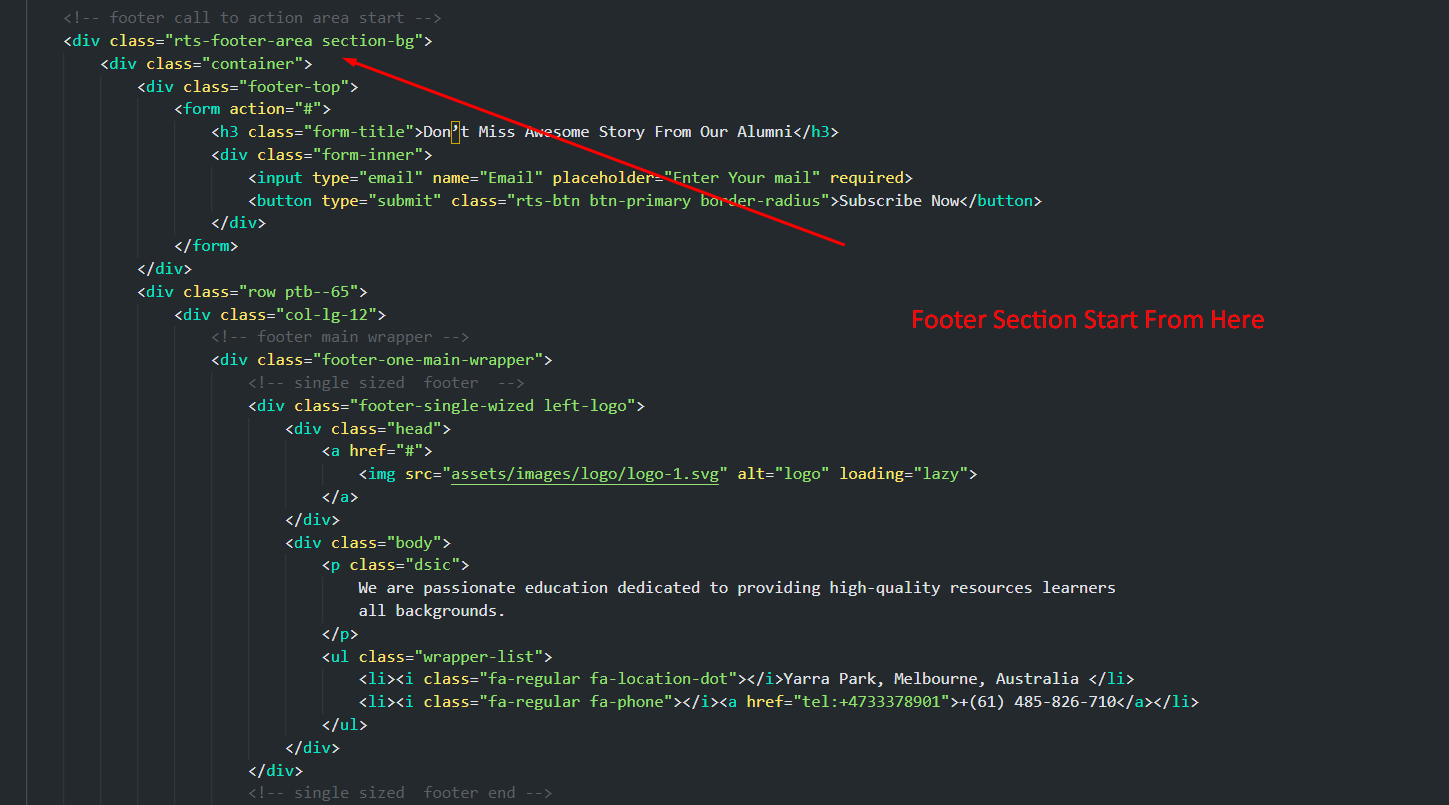 <!-- footer call to action area start -->
<div class="rts-footer-area section-bg">
<div class="container">
<div class="footer-top">
<form action="#">
<h3 class="form-title">Don’t Miss Awesome Story From Our Alumni</h3>
<div class="form-inner">
<input type="email" name="Email" placeholder="Enter Your mail" required>
<button type="submit" class="rts-btn btn-primary border-radius">Subscribe Now</button>
</div>
</form>
</div>
<div class="row ptb--65">
<div class="col-lg-12">
Footer Section Start From Here
<!-- footer main wrapper -->
<div class="footer-one-main-wrapper">
<!-- single sized  footer  -->
<div class="footer-single-wized left-logo">
<div class="head">
<a href="#">
<img src="assets/images/logo/logo-1.svg" alt="logo" loading="lazy">
</a>
</div>
<div class="body">
<p class="dsic">
We are passionate education dedicated to providing high-quality resources learners
all backgrounds.
</p>
<ul class="wrapper-list">
<li><i class="fa-regular fa-location-dot"></i>Yarra Park, Melbourne, Australia </li>
<li><i class="fa-regular fa-phone"></i><a href="tel:+4733378901">+(61) 485-826-710</a></li>
</ul>
</div>
</div>
<!-- single sized  footer end -->